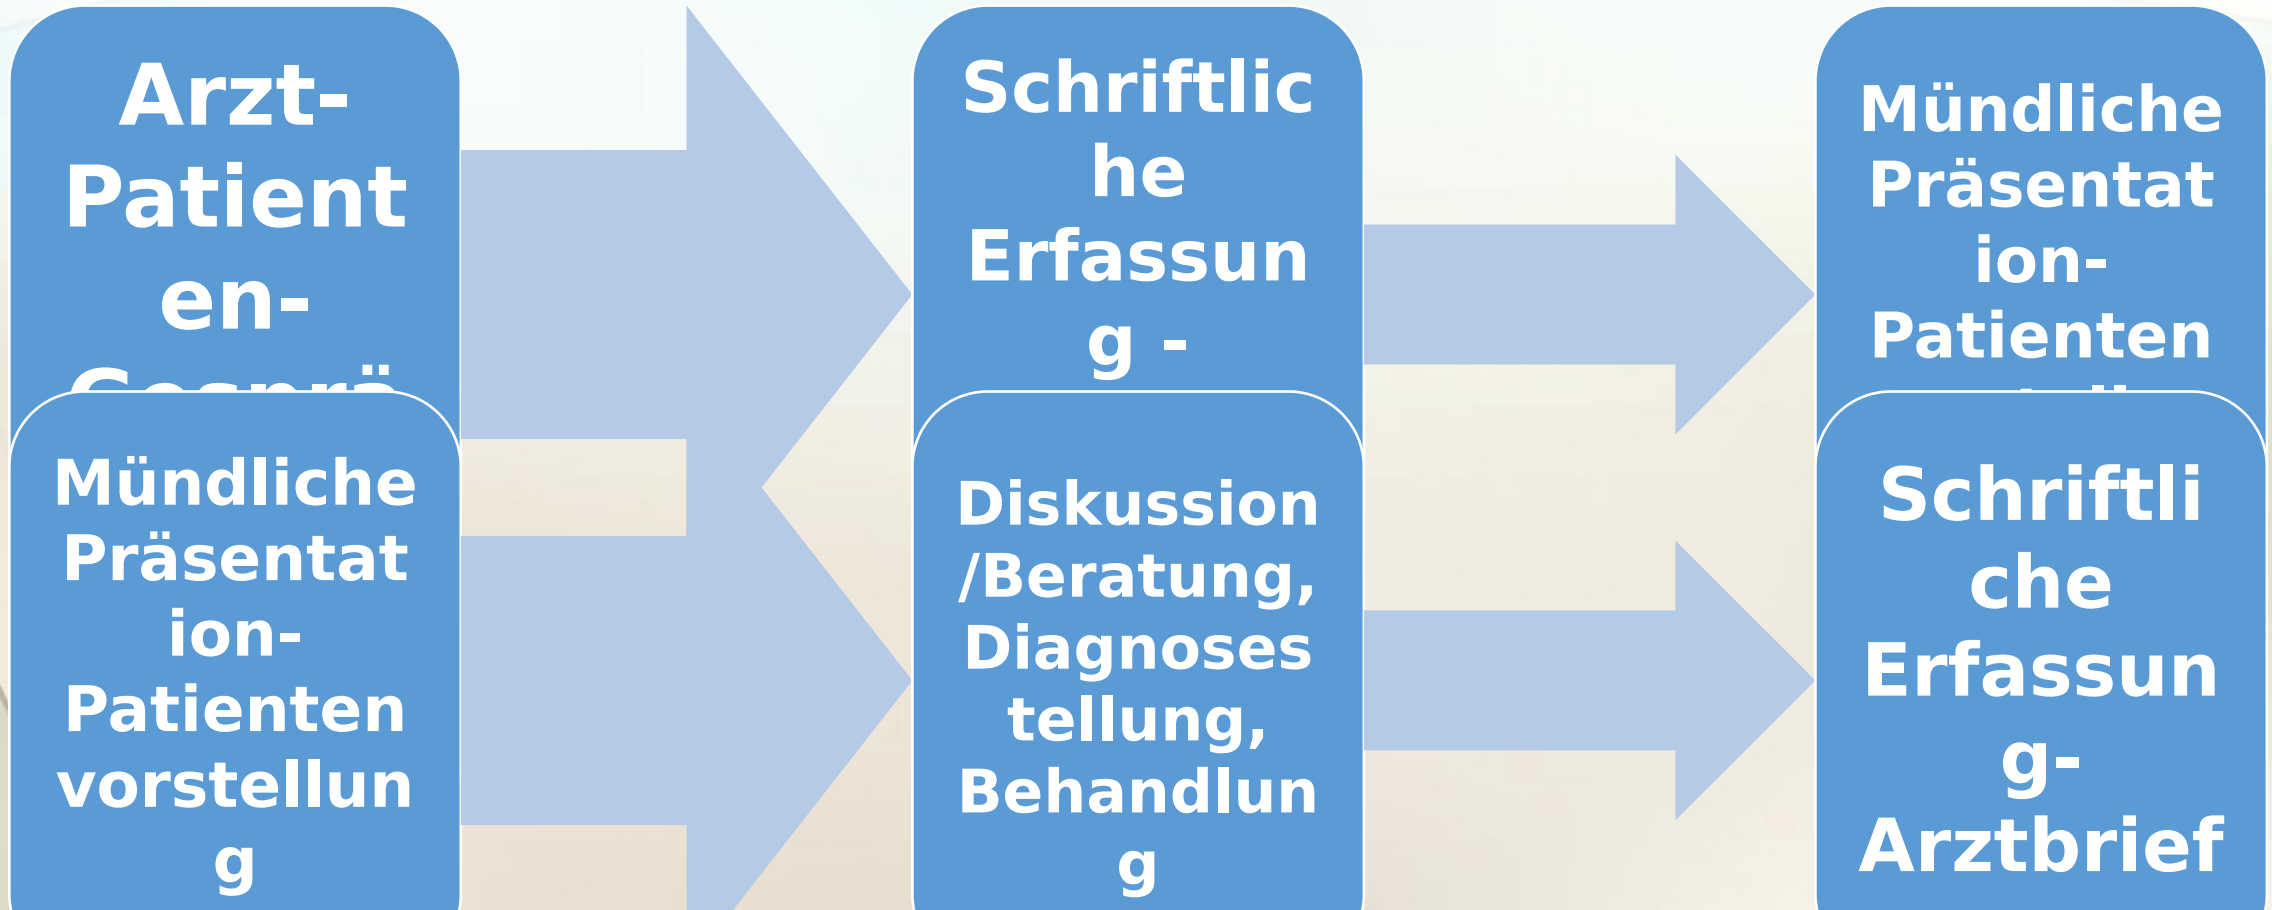 Arzt-
Patient
en-
Gesprä
Schriftlic
he
Erfassun
g -
Mündliche
Präsentat
ion-
Patienten
Mündliche
Präsentat
ion-
Patienten
vorstellun
g
Diskussion
/Beratung,
Diagnoses
tellung,
Behandlun
g
Schriftli
che
Erfassun
g-
Arztbrief